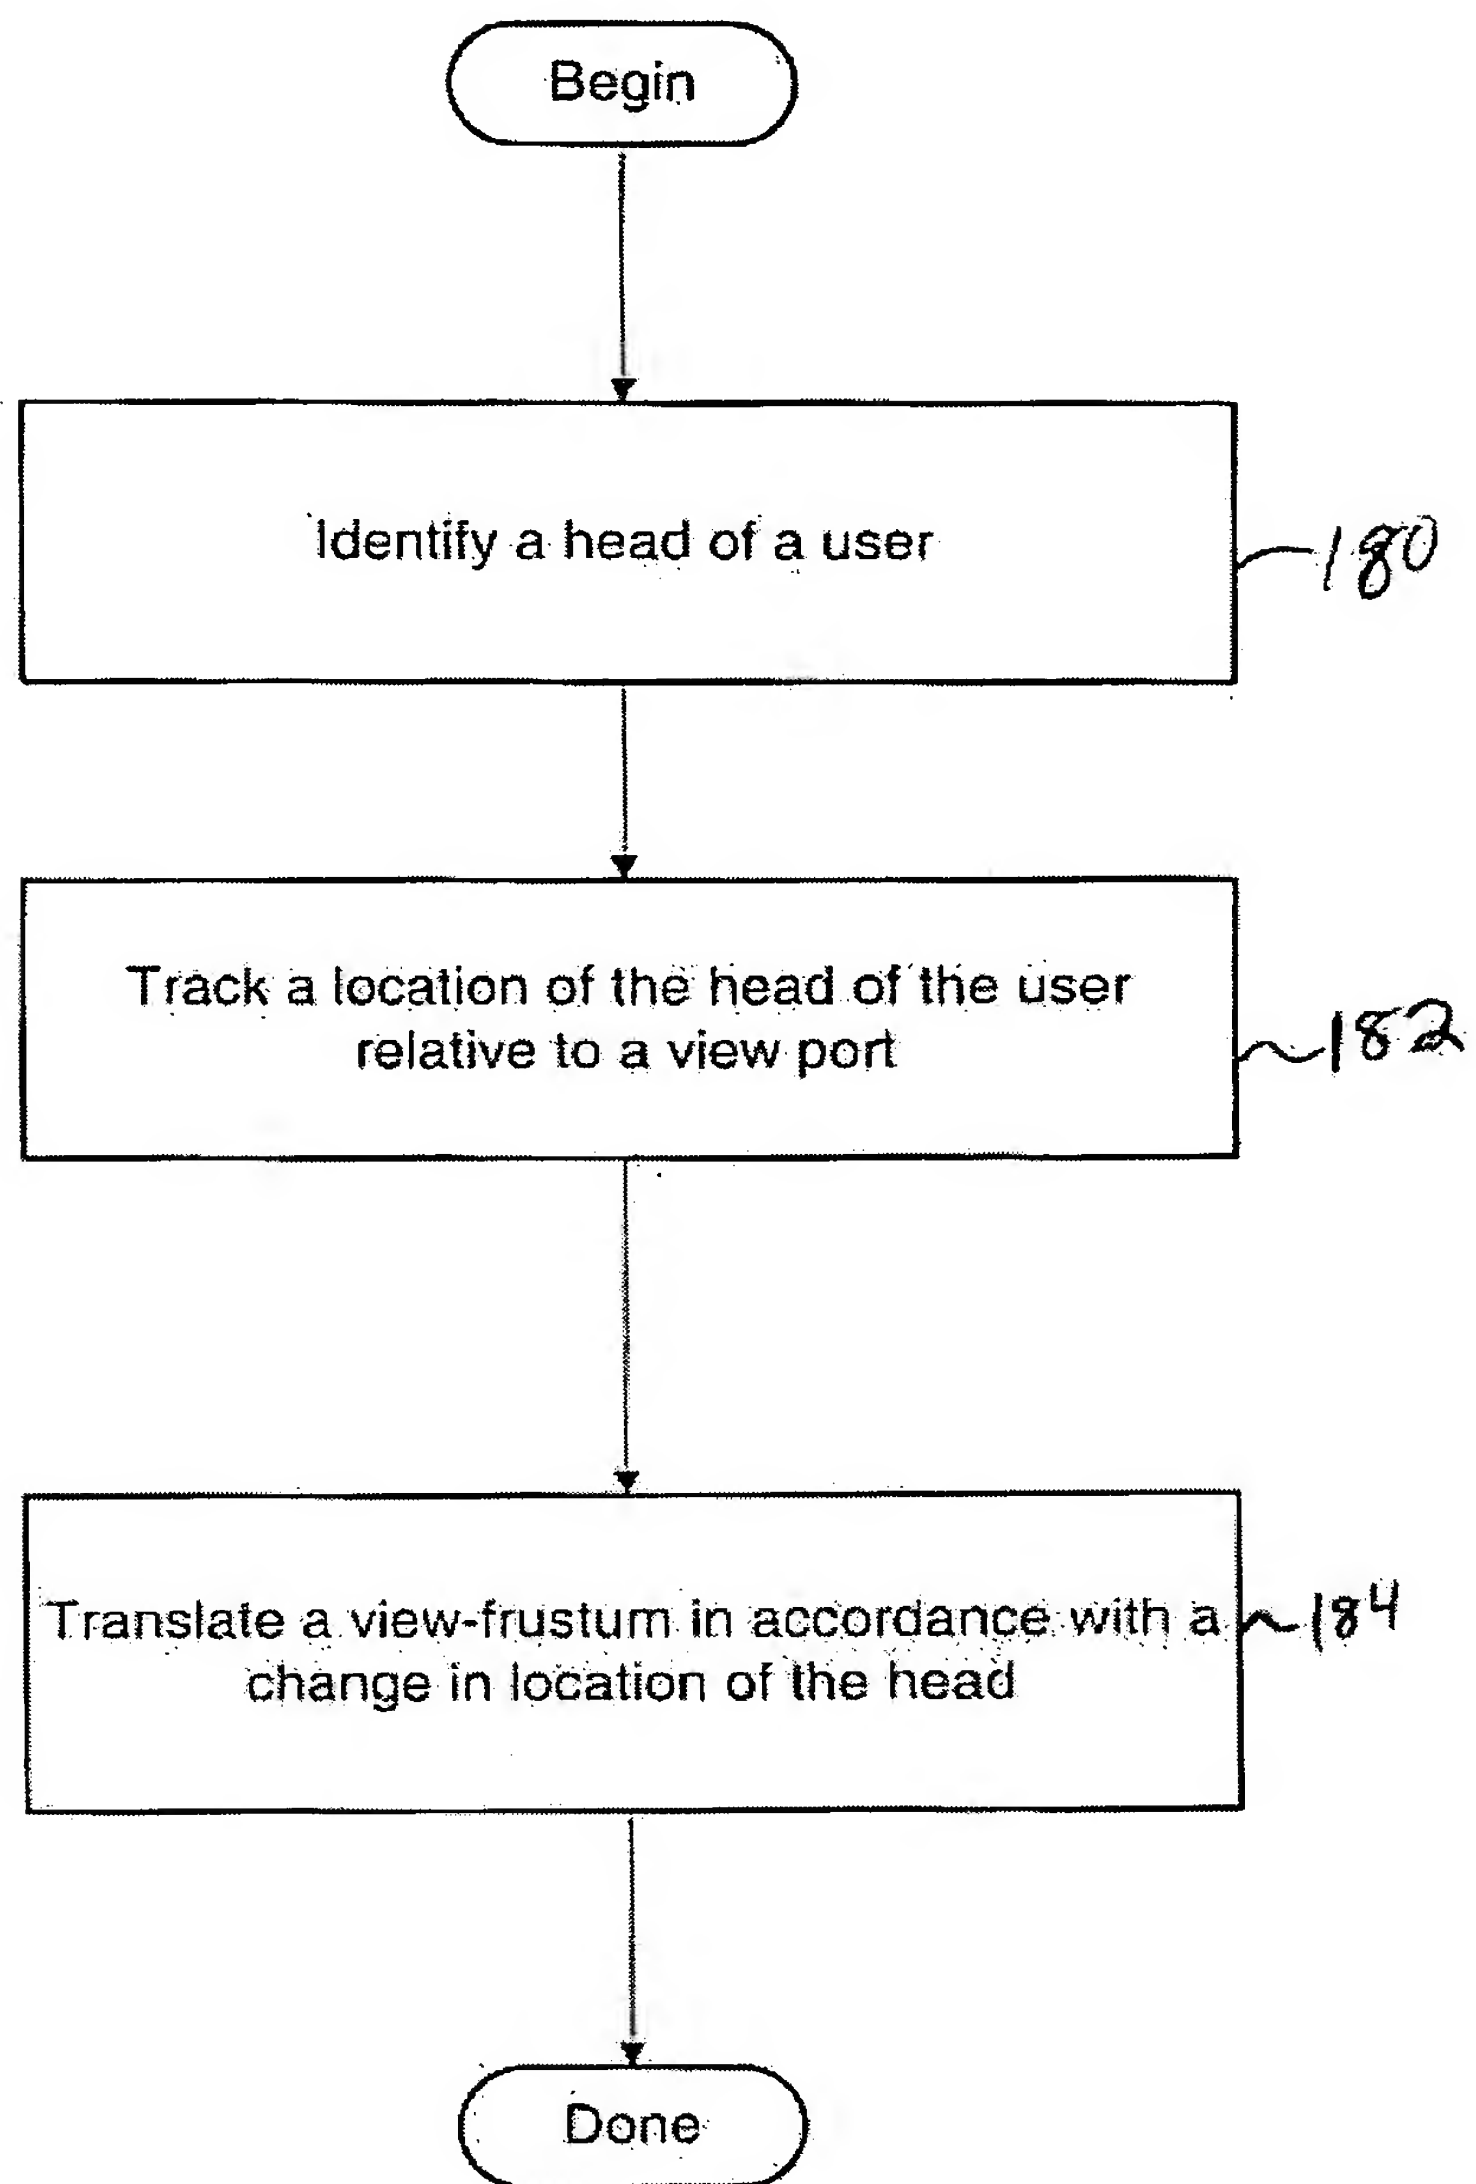 Begin
Identify a head of a user
180
Track a location of the head of the user
relative to a view port
182
Translate a view-frustum in accordance with a
184
change in location of the head
Done